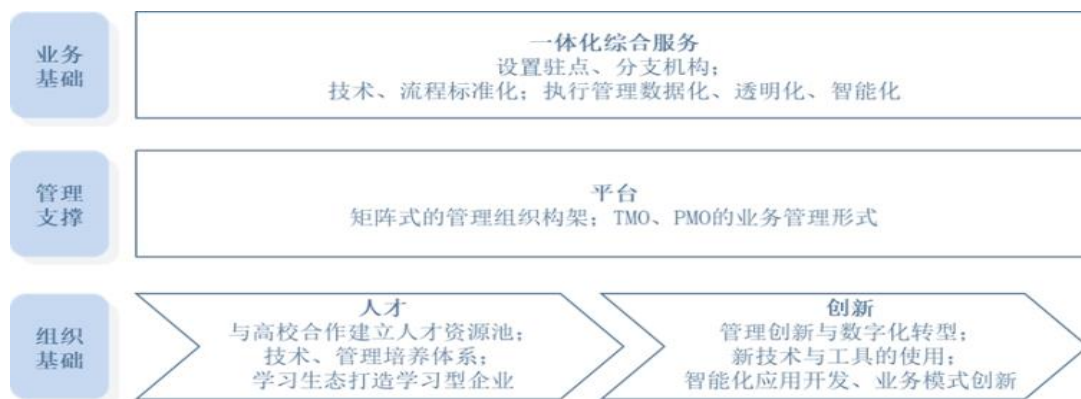 业务
基础
一体化综合服务
设置驻点、分支机构；
技术、流程标准化；执行管理数据化、透明化、智能化
管理
支撑
平台
矩阵式的管理组织构架；TMO、PMO的业务管理形式
组织
基础
人才
与高校合作建立人才资源池；
技术、管理培养体系；
学习生态打造学习型企业
创新
管理创新与数字化转型；
新技术与工具的使用；
智能化应用开发、业务模式创新